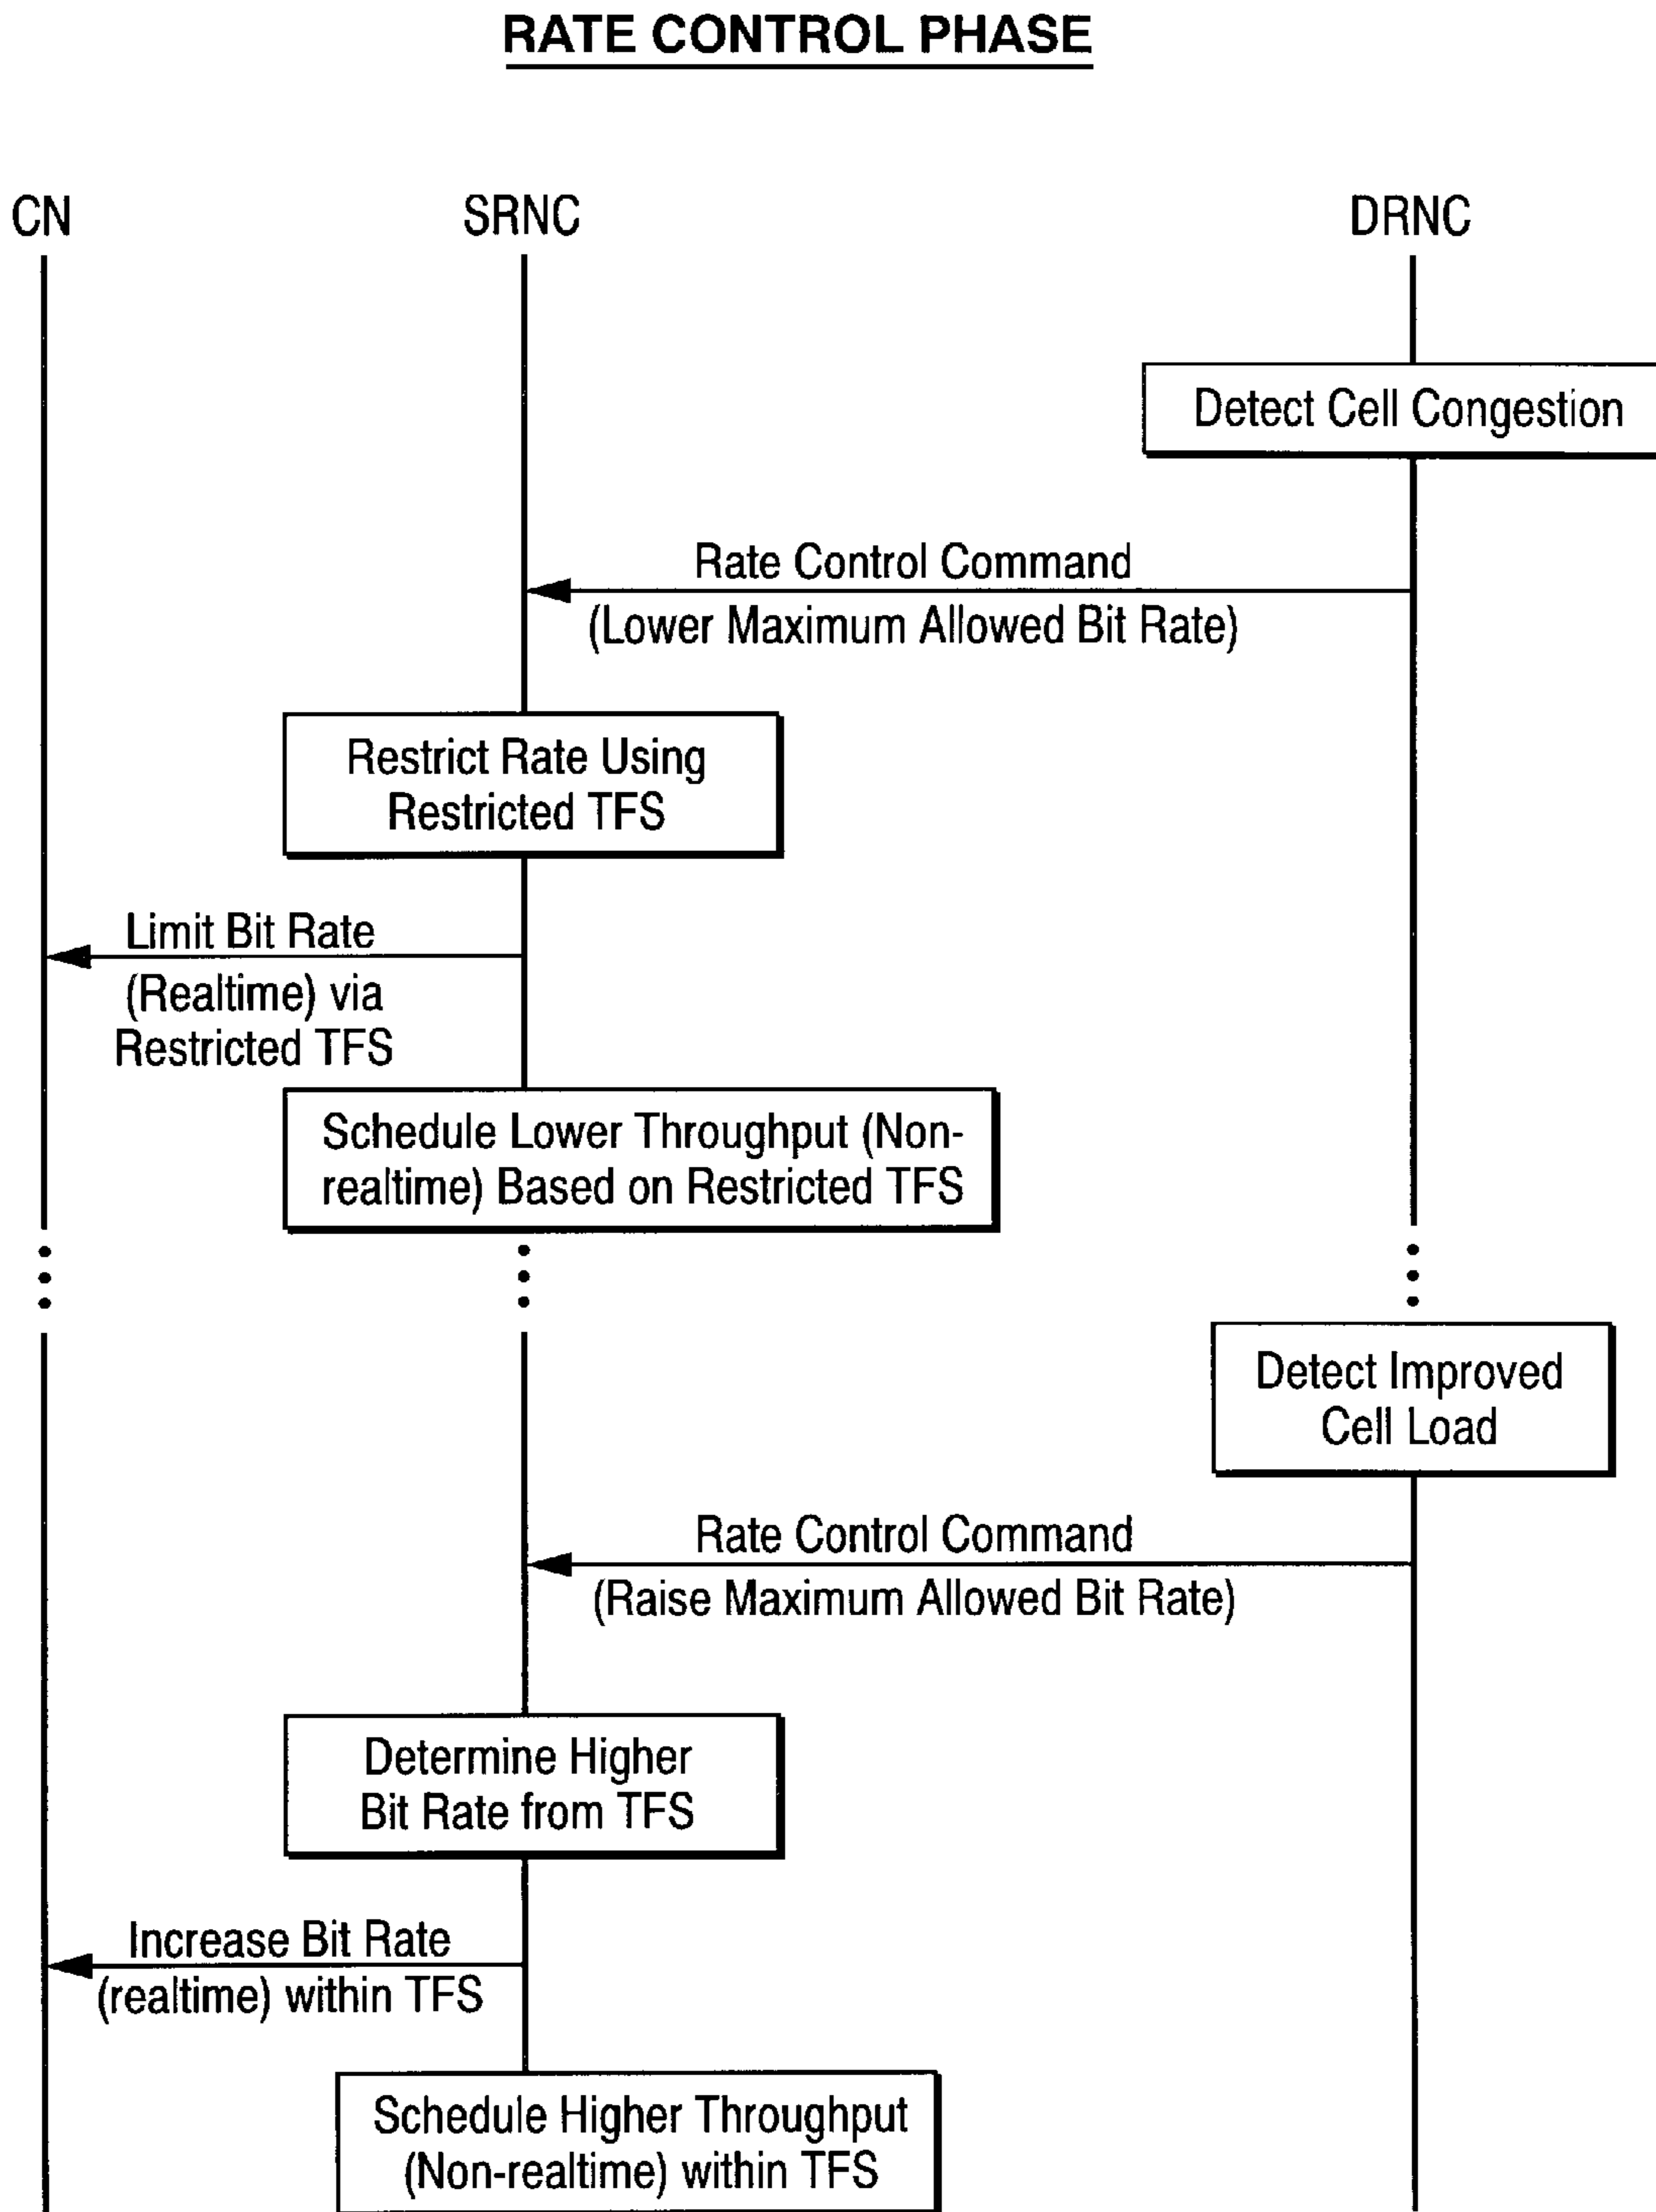 RATE CONTROL PHASE
CN
SRNC
DRNC
Detect Cell Congestion
Rate Control Command
(Lower Maximum Allowed Bit Rate)
Restrict Rate Using
Restricted TFS
Limit Bit Rate
(Realtime) via
Restricted TFS
Schedule Lower Throughput (Non-
realtime) Based on Restricted TFS
Detect Improved
Cell Load
Rate Control Command
(Raise Maximum Allowed Bit Rate)
Determine Higher
Bit Rate from TFS
Increase Bit Rate
(realtime) within TFS
Schedule Higher Throughput
(Non-realtime) within TFS